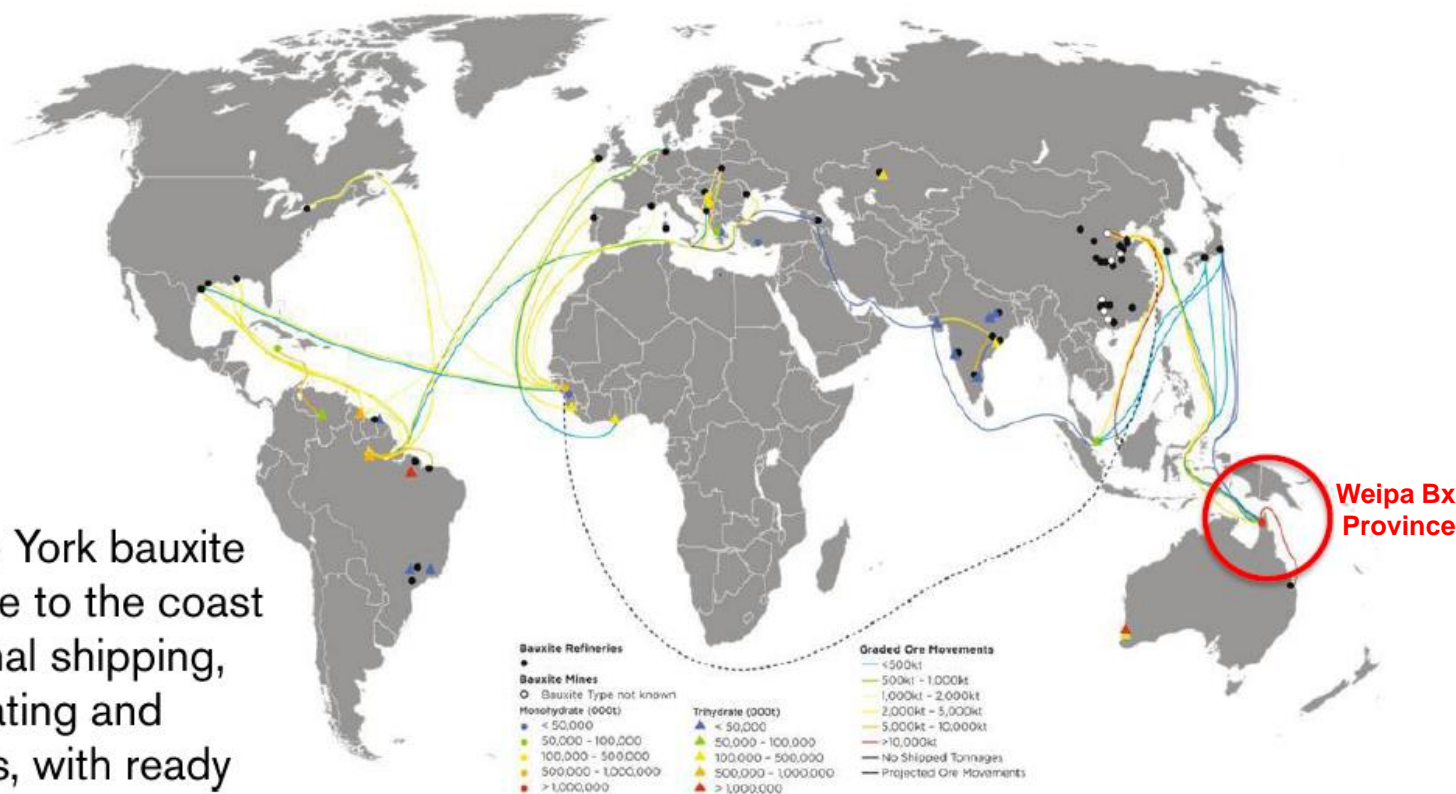 Weipa Bx
Province
York bauxite
e to the coast
nal shipping,
ating and
s, with ready
Bauxite Refineries
Bauxite Mines
Bauxite Type not known
Monohydrate (000t)
< 50,000
50,000 - 100,000
100,000 - 500,000
500,000 - 1,000,000
> 1,000,000
Trihydrate (000t)
< 50,000
50,000 - 100,000
100,000 - 500,000
500,000 - 1,000,000
> 1,000,000
Graded Ore Movements
<500kt
500kt - 1,000kt
1,000kt - 2,000kt
2,000kt - 5,000kt
5,000kt - 10,000kt
>10,000kt
No Shipped Tonnages
Projected Ore Movements